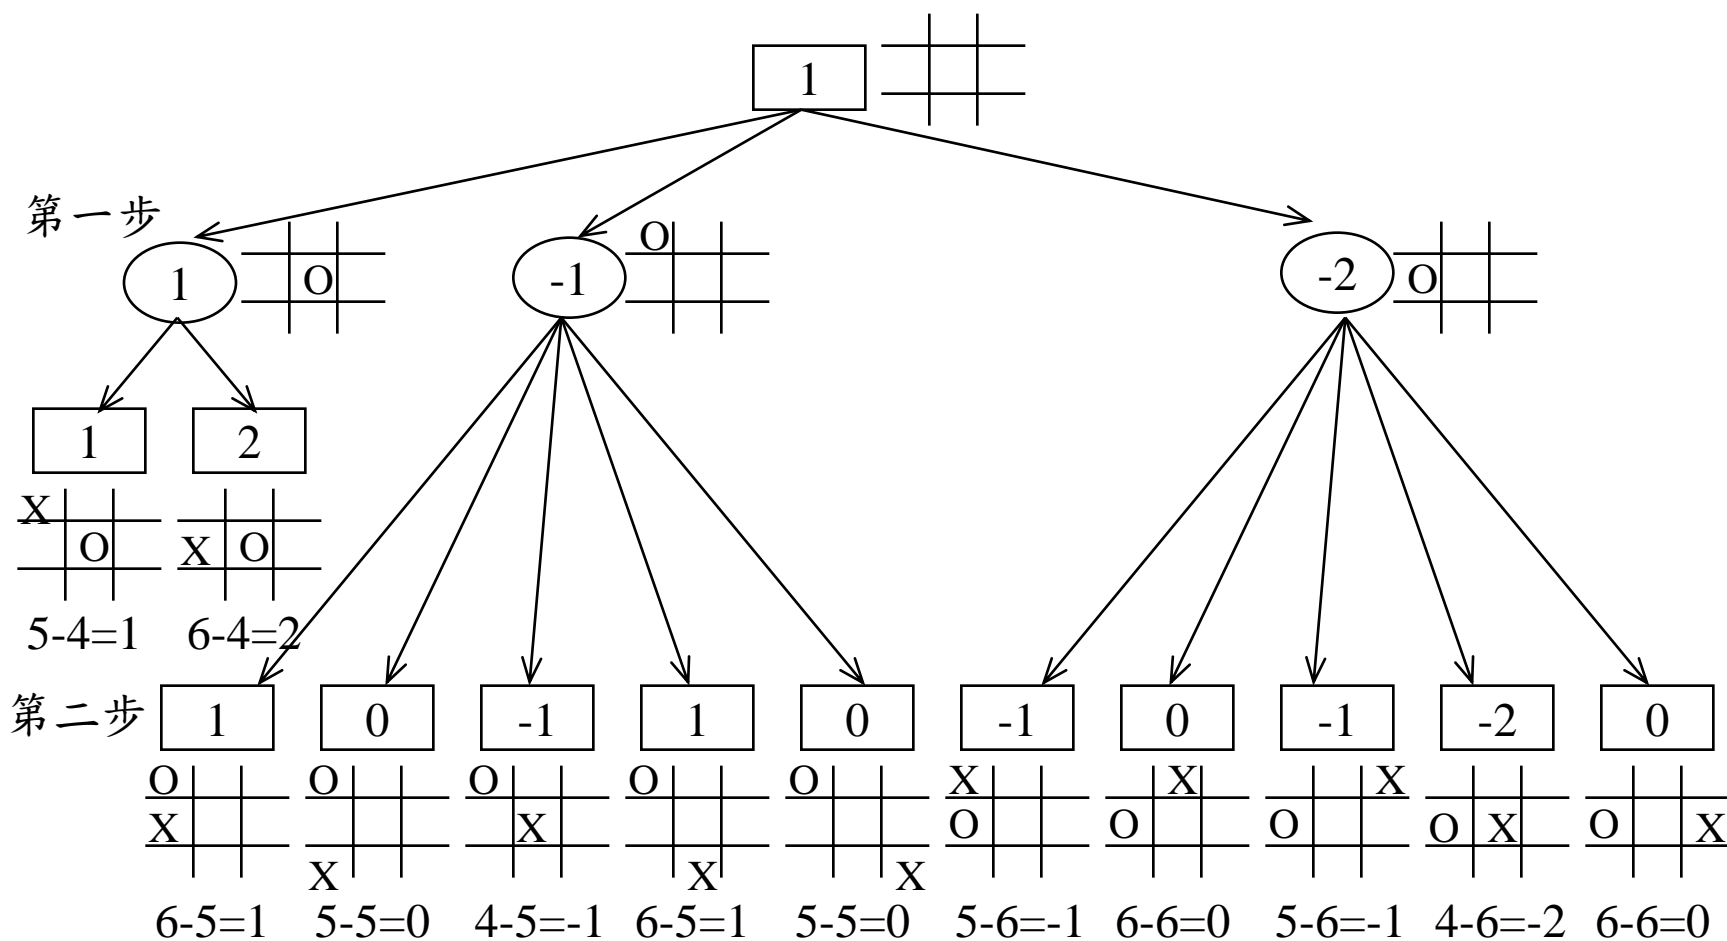 1
第一步
O
1
O
-1
-2
O
1 2
X
O
X O
5-4=1 6-4=2
第二步
1 0 -1 1 0 -1 0 -1 -2 0
O O O O O X X X
X X O O O O X O X
X X X
6-5=1 5-5=0 4-5=-1 6-5=1 5-5=0 5-6=-1 6-6=0 5-6=-1 4-6=-2 6-6=0